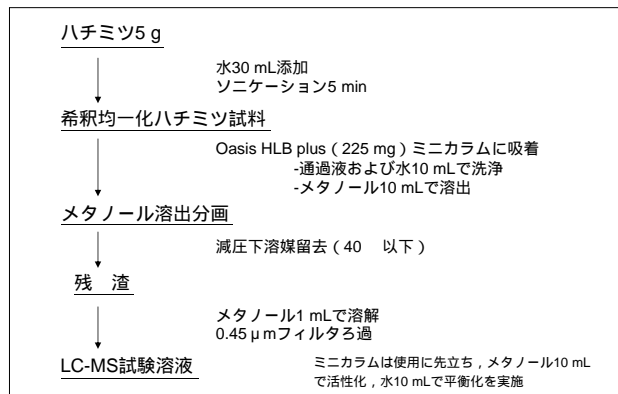 ハチミツ5 g
水30 mL添加
ソニケーション5 min
希釈均一化ハチミツ試料
Oasis HLB plus（225 mg）ミニカラムに吸着
-通過液および水10 mLで洗浄
-メタノール10 mLで溶出
メタノール溶出分画
減圧下溶媒留去（40　以下）
残　渣
メタノール1 mLで溶解
0.45μmフィルタろ過
LC-MS試験溶液
ミニカラムは使用に先立ち，メタノール10 mL
で活性化，水10 mLで平衡化を実施